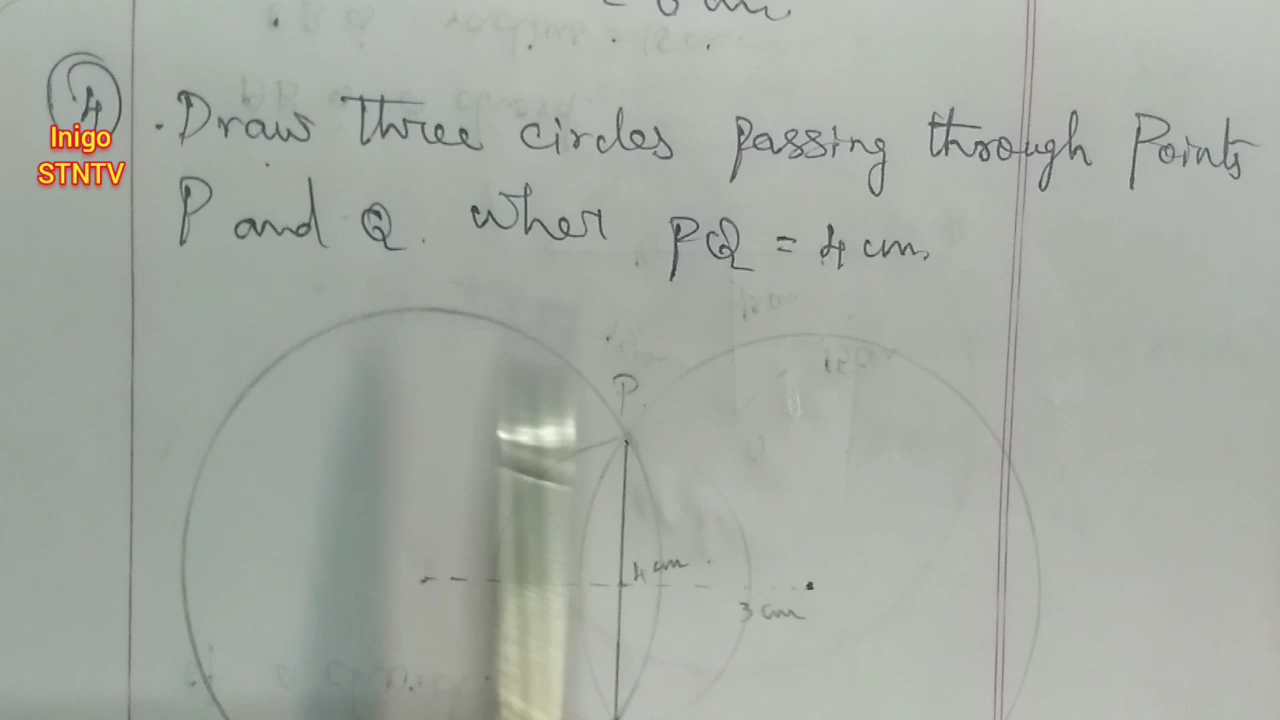 4
Inigo
STNTV
. Draw three circles passing through Points
P and Q. wher PQ = 4 cm.
P
4 cm.
3 cm